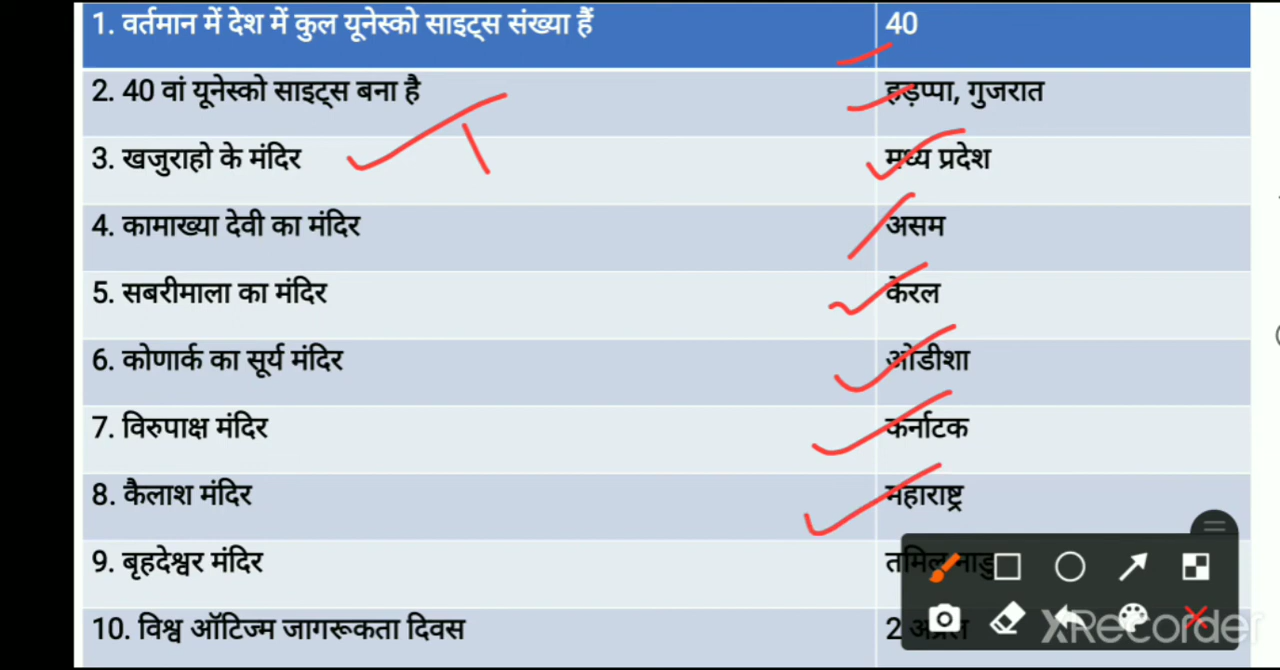 1. वर्तमान में देश में कुल यूनेस्को साइट्स संख्या हैं 40
2. 40 वां यूनेस्को साइट्स बना है हड़प्पा, गुजरात
3. खजुराहो के मंदिर मध्य प्रदेश
4. कामाख्या देवी का मंदिर असम
5. सबरीमाला का मंदिर केरल
6. कोणार्क का सूर्य मंदिर ओडीशा
7. विरुपाक्ष मंदिर कर्नाटक
8. कैलाश मंदिर महाराष्ट्र
9. बृहदेश्वर मंदिर तमिल नाडु
10. विश्व ऑटिज्म जागरूकता दिवस 2 अप्रैल
XRecorder